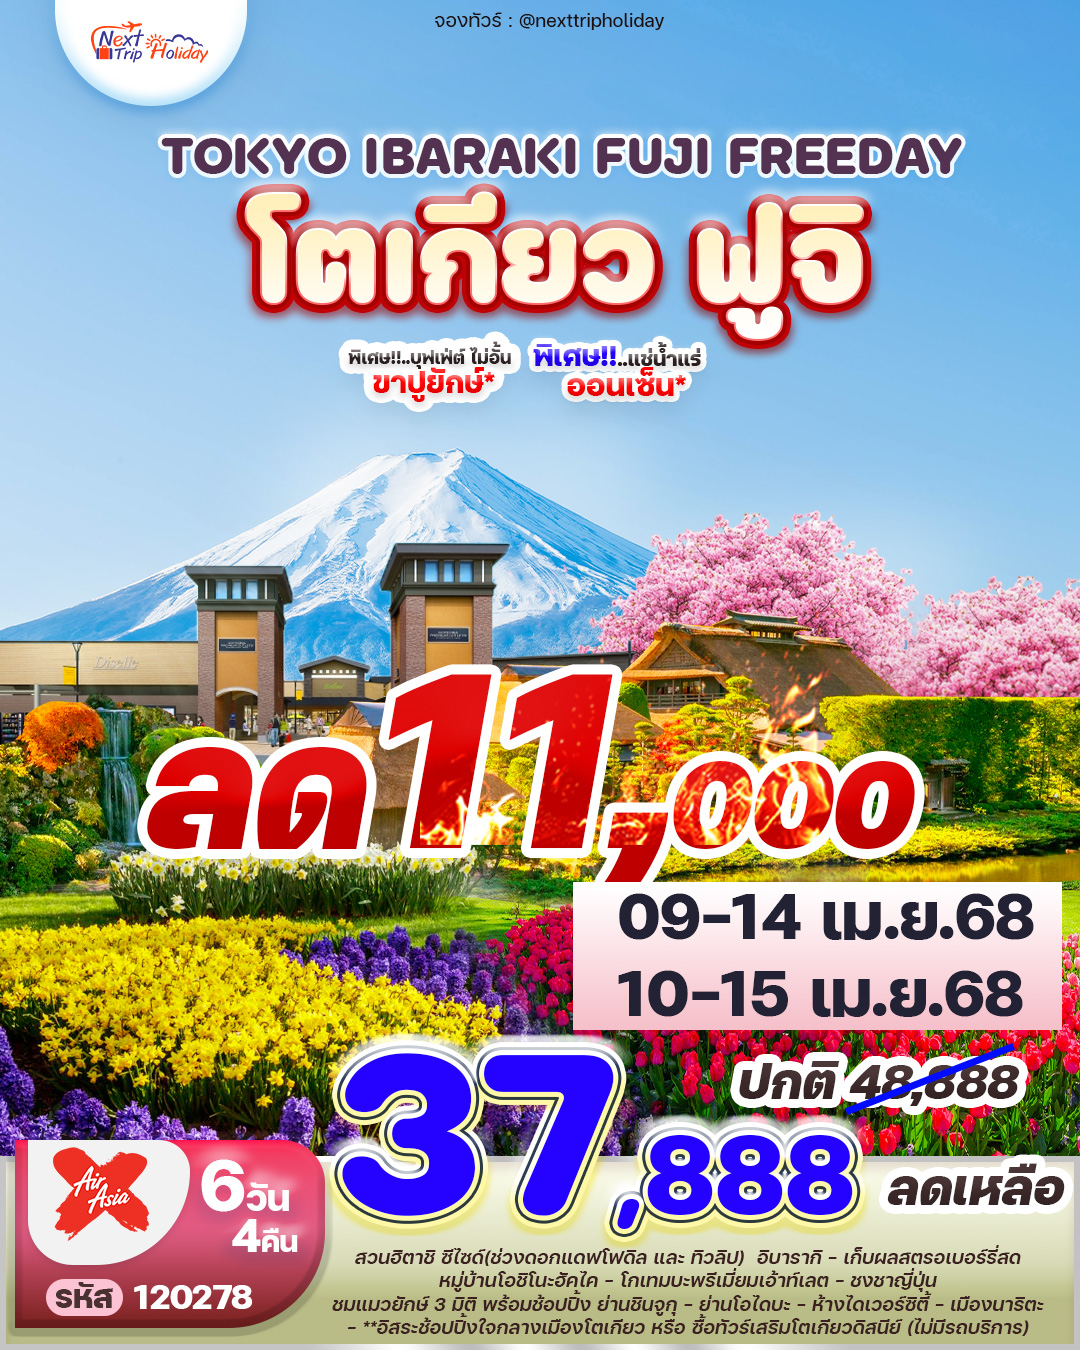 จองทัวร์ : @nexttripholiday
Next Trip Holiday
TOKYO IBARAKI FUJI FREEDAY
โตเกียว ฟูจิ
พิเศษ!!..บุฟเฟ่ต์ ไม่อั้น
ขาปูยักษ์*
พิเศษ!!..แช่น้ำแร่
ออนเซ็น*
Diselle
ลด 11,000
09-14 เม.ย.68
10-15 เม.ย.68
ปกติ 48,888
37,888 ลดเหลือ
Air Asia X
6วัน
4คืน
รหัส 120278
สวนฮิตาชิ ซีไซด์(ช่วงดอกแดฟโฟดิล และ ทิวลิป) อิบารากิ - เก็บผลสตรอเบอร์รี่สด
หมู่บ้านโอชิโนะฮัคไค - โกเทมบะพรีเมี่ยมเอ้าท์เลต - ชงชาญี่ปุ่น
ชมแมวยักษ์ 3 มิติ พร้อมช้อปปิ้ง ย่านชินจูกุ - ย่านโอไดบะ - ห้างไดเวอร์ซิตี้ - เมืองนาริตะ
- **อิสระช้อปปิ้งใจกลางเมืองโตเกียว หรือ ซื้อทัวร์เสริมโตเกียวดิสนีย์ (ไม่มีรถบริการ)